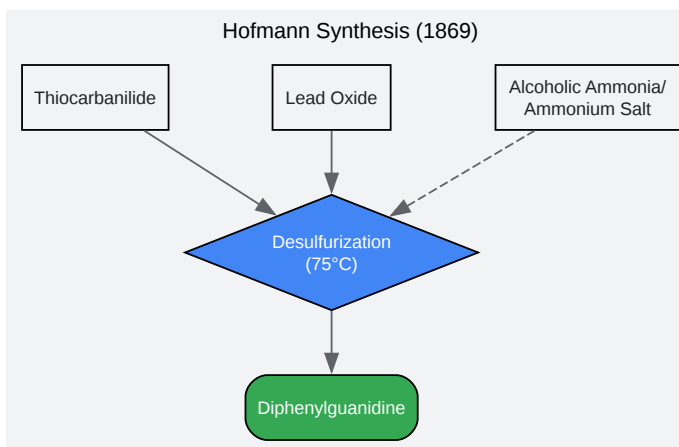 Hofmann Synthesis (1869)
Thiocarbanilide
Lead Oxide
Alcoholic Ammonia/
Ammonium Salt
Desulfurization
(75°C)
Diphenylguanidine